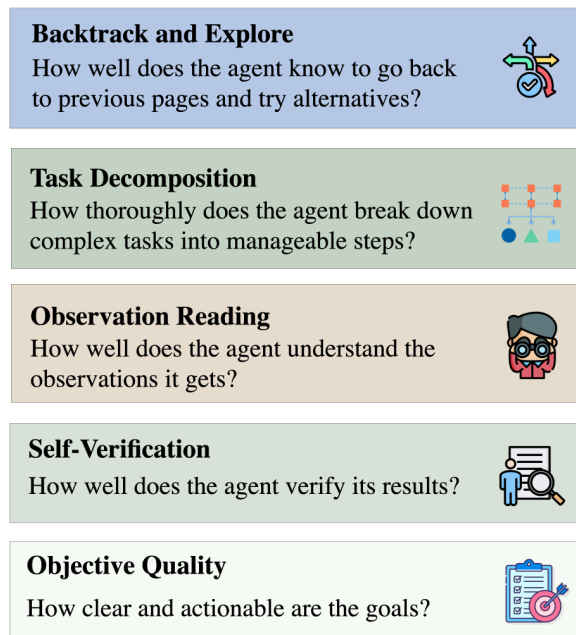 Backtrack and Explore
How well does the agent know to go back
to previous pages and try alternatives?
Task Decomposition
How thoroughly does the agent break down
complex tasks into manageable steps?
Observation Reading
How well does the agent understand the
observations it gets?
Self-Verification
How well does the agent verify its results?
Objective Quality
How clear and actionable are the goals?